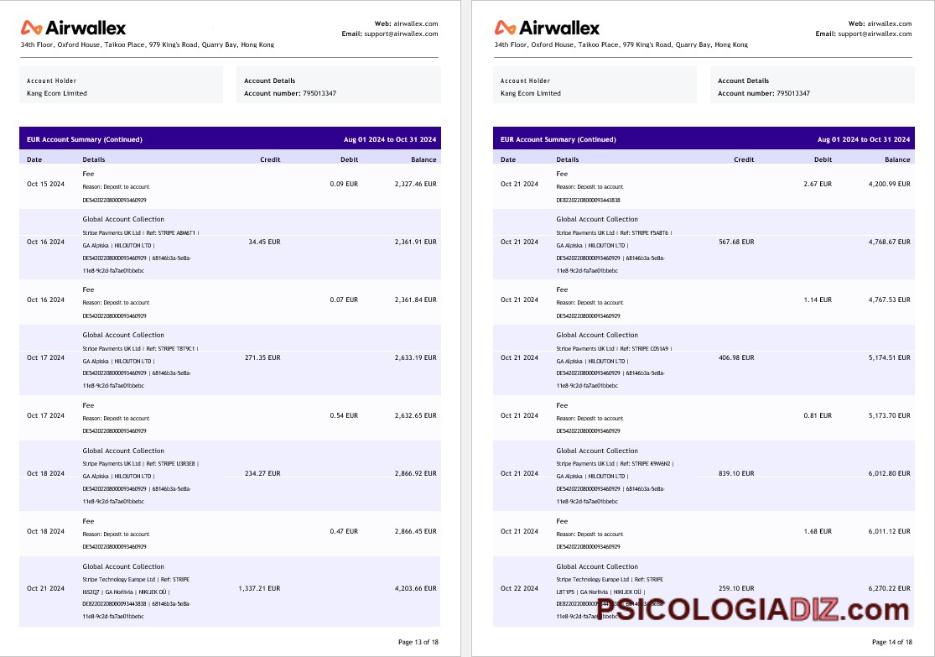 Airwallex
Web: airwallex.com
Email: support@airwallex.com
34th Floor, Oxford House, Taikoo Place, 979 King's Road, Quarry Bay, Hong Kong
Account Holder
Kang Ecom Limited
Account Details
Account number: 795013347
EUR Account Summary (Continued) Aug 01 2024 to Oct 31 2024
Date Details Credit Debit Balance
Fee
Oct 15 2024 Reason: Deposit to account 0.09 EUR 2,327.46 EUR
DE54202208000093460929
Global Account Collection
Stripe Payments UK Ltd | Ref: STRIPE |
Oct 16 2024 GA Alpiska | HILOUTON LTD | 34.45 EUR 2,361.91 EUR
DE54202208000093460929 | 68146b3a-5e8a-
11e8-9c2d-fa7ae01bbebc
Fee
Oct 16 2024 Reason: Deposit to account 0.07 EUR 2,361.84 EUR
DE54202208000093460929
Global Account Collection
Stripe Payments UK Ltd | Ref: STRIPE |
Oct 17 2024 GA Alpiska | HILOUTON LTD | 271.35 EUR 2,633.19 EUR
DE54202208000093460929 | 68146b3a-5e8a-
11e8-9c2d-fa7ae01bbebc
Fee
Oct 17 2024 Reason: Deposit to account 0.54 EUR 2,632.65 EUR
DE54202208000093460929
Global Account Collection
Stripe Payments UK Ltd | Ref: STRIPE |
Oct 18 2024 GA Alpiska | HILOUTON LTD | 234.27 EUR 2,866.92 EUR
DE54202208000093460929 | 68146b3a-5e8a-
11e8-9c2d-fa7ae01bbebc
Fee
Oct 18 2024 Reason: Deposit to account 0.47 EUR 2,866.45 EUR
DE54202208000093460929
Global Account Collection
Stripe Technology Europe Ltd | Ref: STRIPE
Oct 21 2024 | GA Nortivia | NIKLIEK OÜ | 1,337.21 EUR 4,203.66 EUR
DE82202208000093443838 | 68146b3a-5e8a-
11e8-9c2d-fa7ae01bbebc
Page 13 of 18
Airwallex
Web: airwallex.com
Email: support@airwallex.com
34th Floor, Oxford House, Taikoo Place, 979 King's Road, Quarry Bay, Hong Kong
Account Holder
Kang Ecom Limited
Account Details
Account number: 795013347
EUR Account Summary (Continued) Aug 01 2024 to Oct 31 2024
Date Details Credit Debit Balance
Fee
Oct 21 2024 Reason: Deposit to account 2.67 EUR 4,200.99 EUR
DE82202208000093443838
Global Account Collection
Stripe Payments UK Ltd | Ref: STRIPE |
Oct 21 2024 GA Alpiska | HILOUTON LTD | 567.68 EUR 4,768.67 EUR
DE54202208000093460929 | 68146b3a-5e8a-
11e8-9c2d-fa7ae01bbebc
Fee
Oct 21 2024 Reason: Deposit to account 1.14 EUR 4,767.53 EUR
DE54202208000093460929
Global Account Collection
Stripe Payments UK Ltd | Ref: STRIPE |
Oct 21 2024 GA Alpiska | HILOUTON LTD | 406.98 EUR 5,174.51 EUR
DE54202208000093460929 | 68146b3a-5e8a-
11e8-9c2d-fa7ae01bbebc
Fee
Oct 21 2024 Reason: Deposit to account 0.81 EUR 5,173.70 EUR
DE54202208000093460929
Global Account Collection
Stripe Payments UK Ltd | Ref: STRIPE |
Oct 21 2024 GA Alpiska | HILOUTON LTD | 839.10 EUR 6,012.80 EUR
DE54202208000093460929 | 68146b3a-5e8a-
11e8-9c2d-fa7ae01bbebc
Fee
Oct 21 2024 Reason: Deposit to account 1.68 EUR 6,011.12 EUR
DE54202208000093460929
Global Account Collection
Stripe Technology Europe Ltd | Ref: STRIPE
Oct 22 2024 | GA Nortivia | NIKLIEK OÜ | 259.10 EUR 6,270.22 EUR
PSICOLOGIADIZ.com
Page 14 of 18